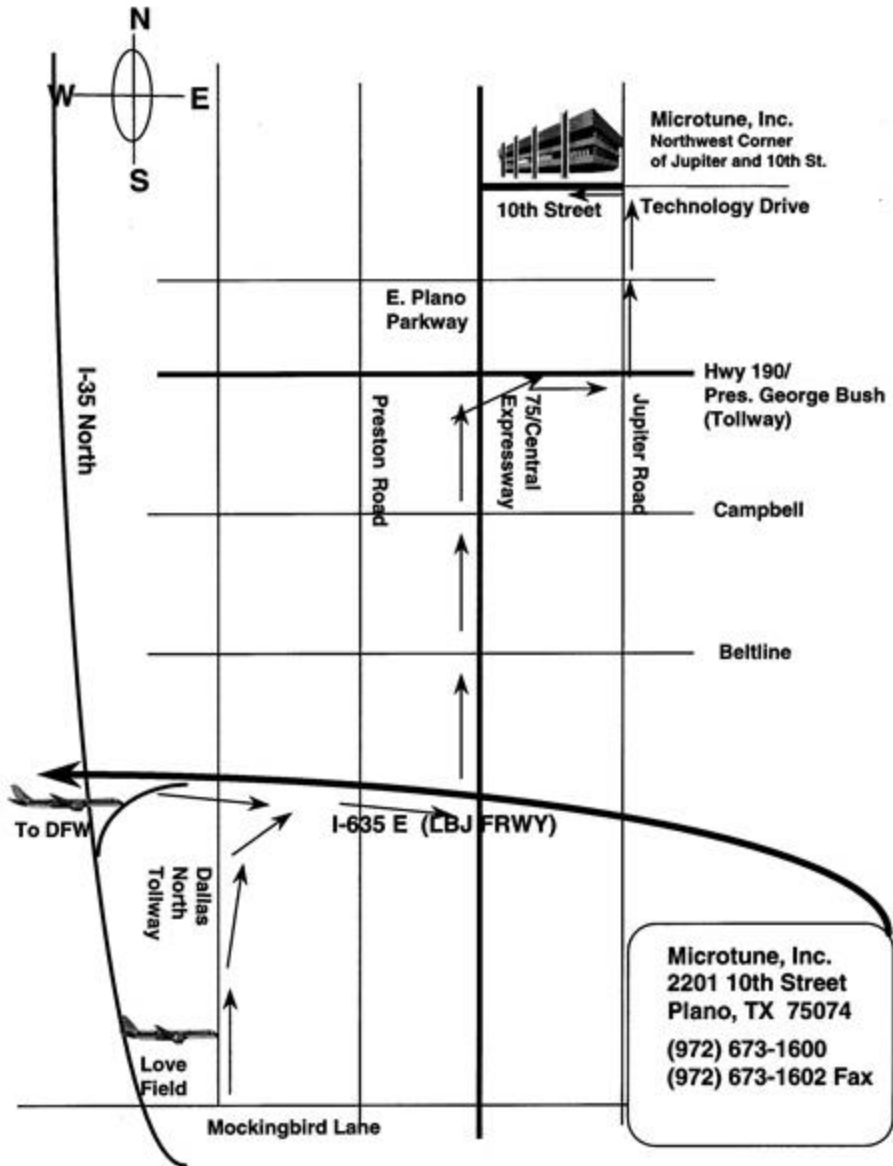 N
W
E
S
Microtune, Inc.
Northwest Corner
of Jupiter and 10th St.
10th Street
Technology Drive
E. Plano
Parkway
I-35 North
Preston Road
75/Central
Expressway
Jupiter Road
Hwy 190/
Pres. George Bush
(Tollway)
Campbell
Beltline
To DFW
I-635 E (LBJ FRWY)
Dallas
North
Tollway
Love
Field
Mockingbird Lane
Microtune, Inc.
2201 10th Street
Plano, TX 75074
(972) 673-1600
(972) 673-1602 Fax